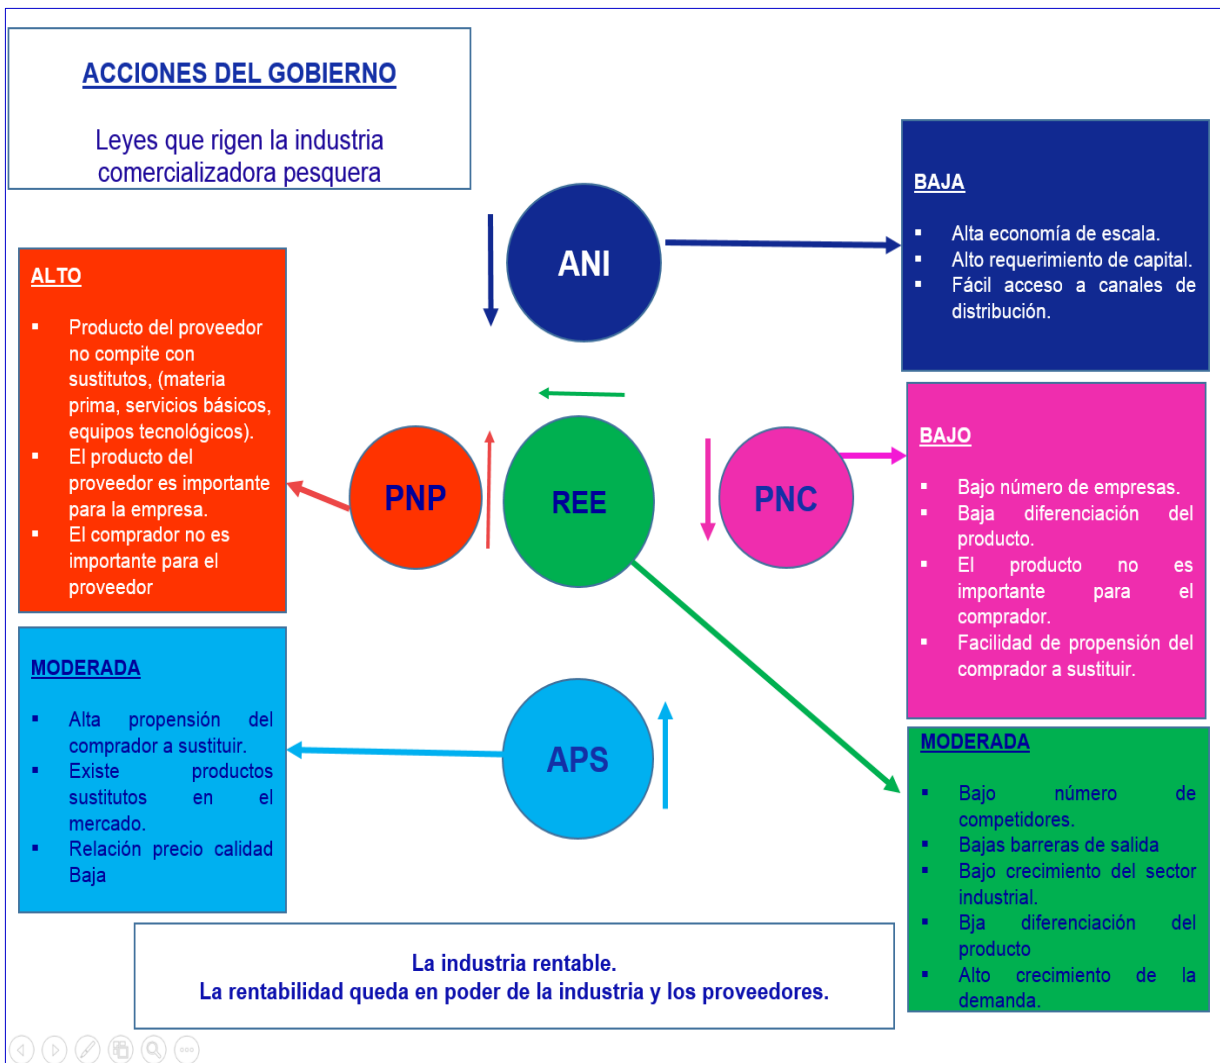 ACCIONES DEL GOBIERNO
Leyes que rigen la industria
comercializadora pesquera
ANI
BAJA
▪ Alta economía de escala.
▪ Alto requerimiento de capital.
▪ Fácil acceso a canales de
distribución.
ALTO
▪ Producto del proveedor
no compite con
sustitutos, (materia
prima, servicios básicos,
equipos tecnológicos).
▪ El producto del
proveedor es importante
para la empresa.
▪ El comprador no es
importante para el
proveedor
PNP
REE
PNC
BAJO
▪ Bajo número de empresas.
▪ Baja diferenciación del
producto.
▪ El producto no es
importante para el
comprador.
▪ Facilidad de propensión del
comprador a sustituir.
MODERADA
▪ Alta propensión del
comprador a sustituir.
▪ Existe productos
sustitutos en el
mercado.
▪ Relación precio calidad
Baja
APS
MODERADA
▪ Bajo número de
competidores.
▪ Bajas barreras de salida
▪ Bajo crecimiento del sector
industrial.
▪ Bja diferenciación del
producto
▪ Alto crecimiento de la
demanda.
La industria rentable.
La rentabilidad queda en poder de la industria y los proveedores.